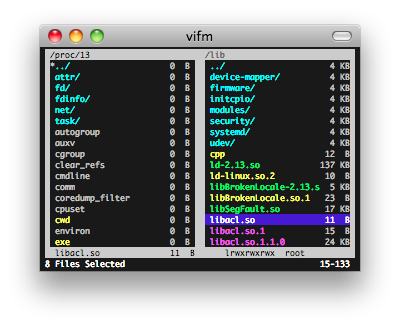 vifm
/proc/13 /lib
*../ 0 B ../ 4 KB
attr/ 0 B device-mapper/ 4 KB
fd/ 0 B firmware/ 4 KB
fdinfo/ 0 B initcpio/ 4 KB
net/ 0 B modules/ 4 KB
task/ 0 B security/ 4 KB
autogroup 0 B systemd/ 4 KB
auxv 0 B udev/ 4 KB
cgroup 0 B cpp 12 B
clear_refs 0 B ld-2.13.so 137 KB
cmdline 0 B ld-linux.so.2 10 B
comm 0 B libBrokenLocale-2.13.s 5 KB
coredump_filter 0 B libBrokenLocale.so.1 23 B
cpuset 0 B libSegFault.so 17 KB
cwd 0 B libacl.so 11 B
environ 0 B libacl.so.1 15 B
exe 0 B libacl.so.1.1.0 24 KB
libacl.so 11 B lrwxrwxrwx root
8 Files Selected 15-133